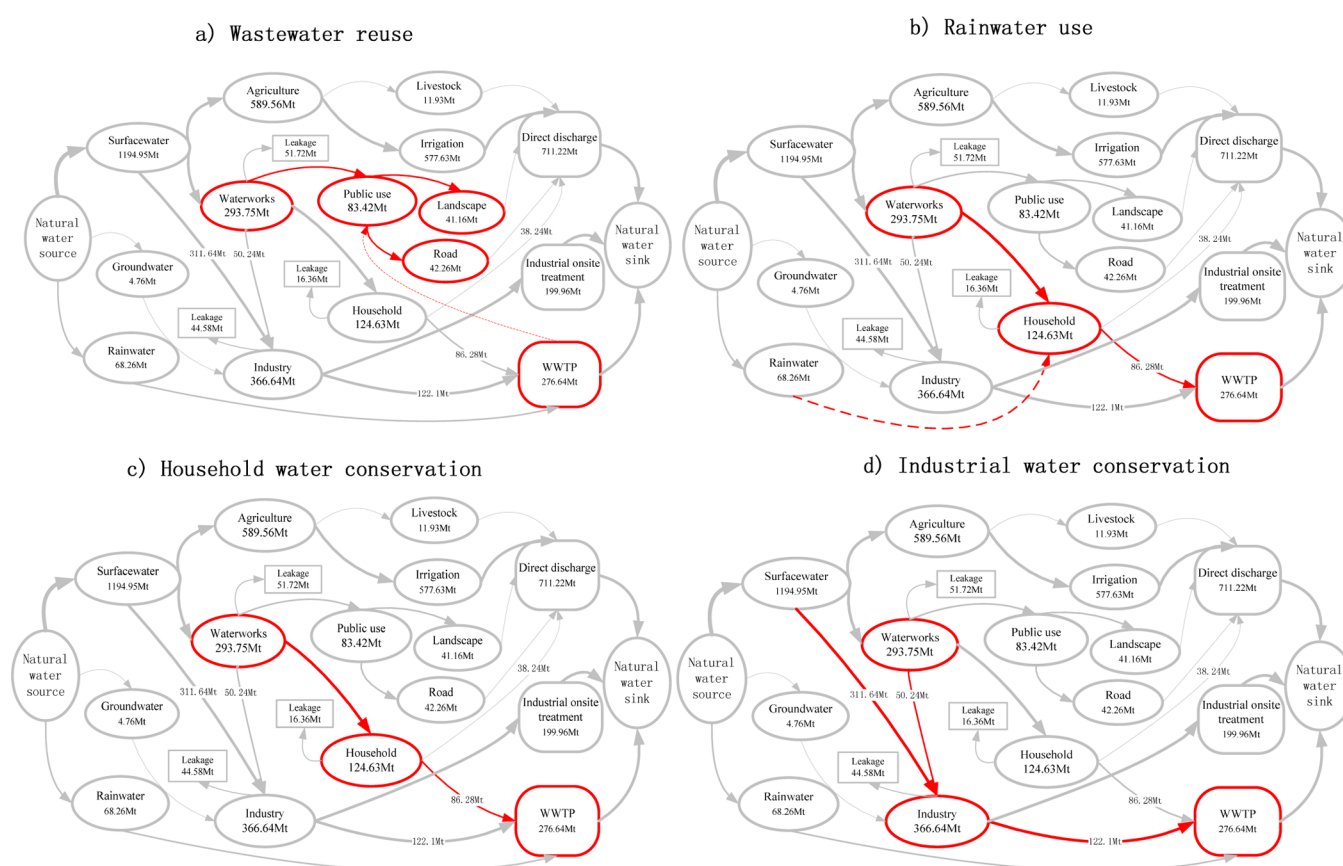 a) Wastewater reuse
Agriculture
589.56Mt
Livestock
11.93Mt
Surfacewater
1194.95Mt
Leakage
51.72Mt
Irrigation
577.63Mt
Direct discharge
711.22Mt
Waterworks
293.75Mt
Public use
83.42Mt
Landscape
41.16Mt
Natural
water
source
Natural
water
sink
Groundwater
4.76Mt
311.64Mt
50.24Mt
Road
42.26Mt
38.24Mt
Industrial onsite
treatment
199.96Mt
Leakage
16.36Mt
Household
124.63Mt
Leakage
44.58Mt
Rainwater
68.26Mt
Industry
366.64Mt
86.28Mt
122.1Mt
WWTP
276.64Mt
b) Rainwater use
Agriculture
589.56Mt
Livestock
11.93Mt
Surfacewater
1194.95Mt
Leakage
51.72Mt
Irrigation
577.63Mt
Direct discharge
711.22Mt
Waterworks
293.75Mt
Public use
83.42Mt
Landscape
41.16Mt
Natural
water
source
Natural
water
sink
Groundwater
4.76Mt
311.64Mt
50.24Mt
Road
42.26Mt
38.24Mt
Industrial onsite
treatment
199.96Mt
Leakage
16.36Mt
Household
124.63Mt
Leakage
44.58Mt
Rainwater
68.26Mt
Industry
366.64Mt
86.28Mt
122.1Mt
WWTP
276.64Mt
c) Household water conservation
Agriculture
589.56Mt
Livestock
11.93Mt
Surfacewater
1194.95Mt
Leakage
51.72Mt
Irrigation
577.63Mt
Direct discharge
711.22Mt
Waterworks
293.75Mt
Public use
83.42Mt
Landscape
41.16Mt
Natural
water
source
Natural
water
sink
Groundwater
4.76Mt
311.64Mt
50.24Mt
Road
42.26Mt
38.24Mt
Industrial onsite
treatment
199.96Mt
Leakage
16.36Mt
Household
124.63Mt
Leakage
44.58Mt
Rainwater
68.26Mt
Industry
366.64Mt
86.28Mt
122.1Mt
WWTP
276.64Mt
d) Industrial water conservation
Agriculture
589.56Mt
Livestock
11.93Mt
Surfacewater
1194.95Mt
Leakage
51.72Mt
Irrigation
577.63Mt
Direct discharge
711.22Mt
Waterworks
293.75Mt
Public use
83.42Mt
Landscape
41.16Mt
Natural
water
source
Natural
water
sink
Groundwater
4.76Mt
311.64Mt
50.24Mt
Road
42.26Mt
38.24Mt
Industrial onsite
treatment
199.96Mt
Leakage
16.36Mt
Household
124.63Mt
Leakage
44.58Mt
Rainwater
68.26Mt
Industry
366.64Mt
86.28Mt
122.1Mt
WWTP
276.64Mt